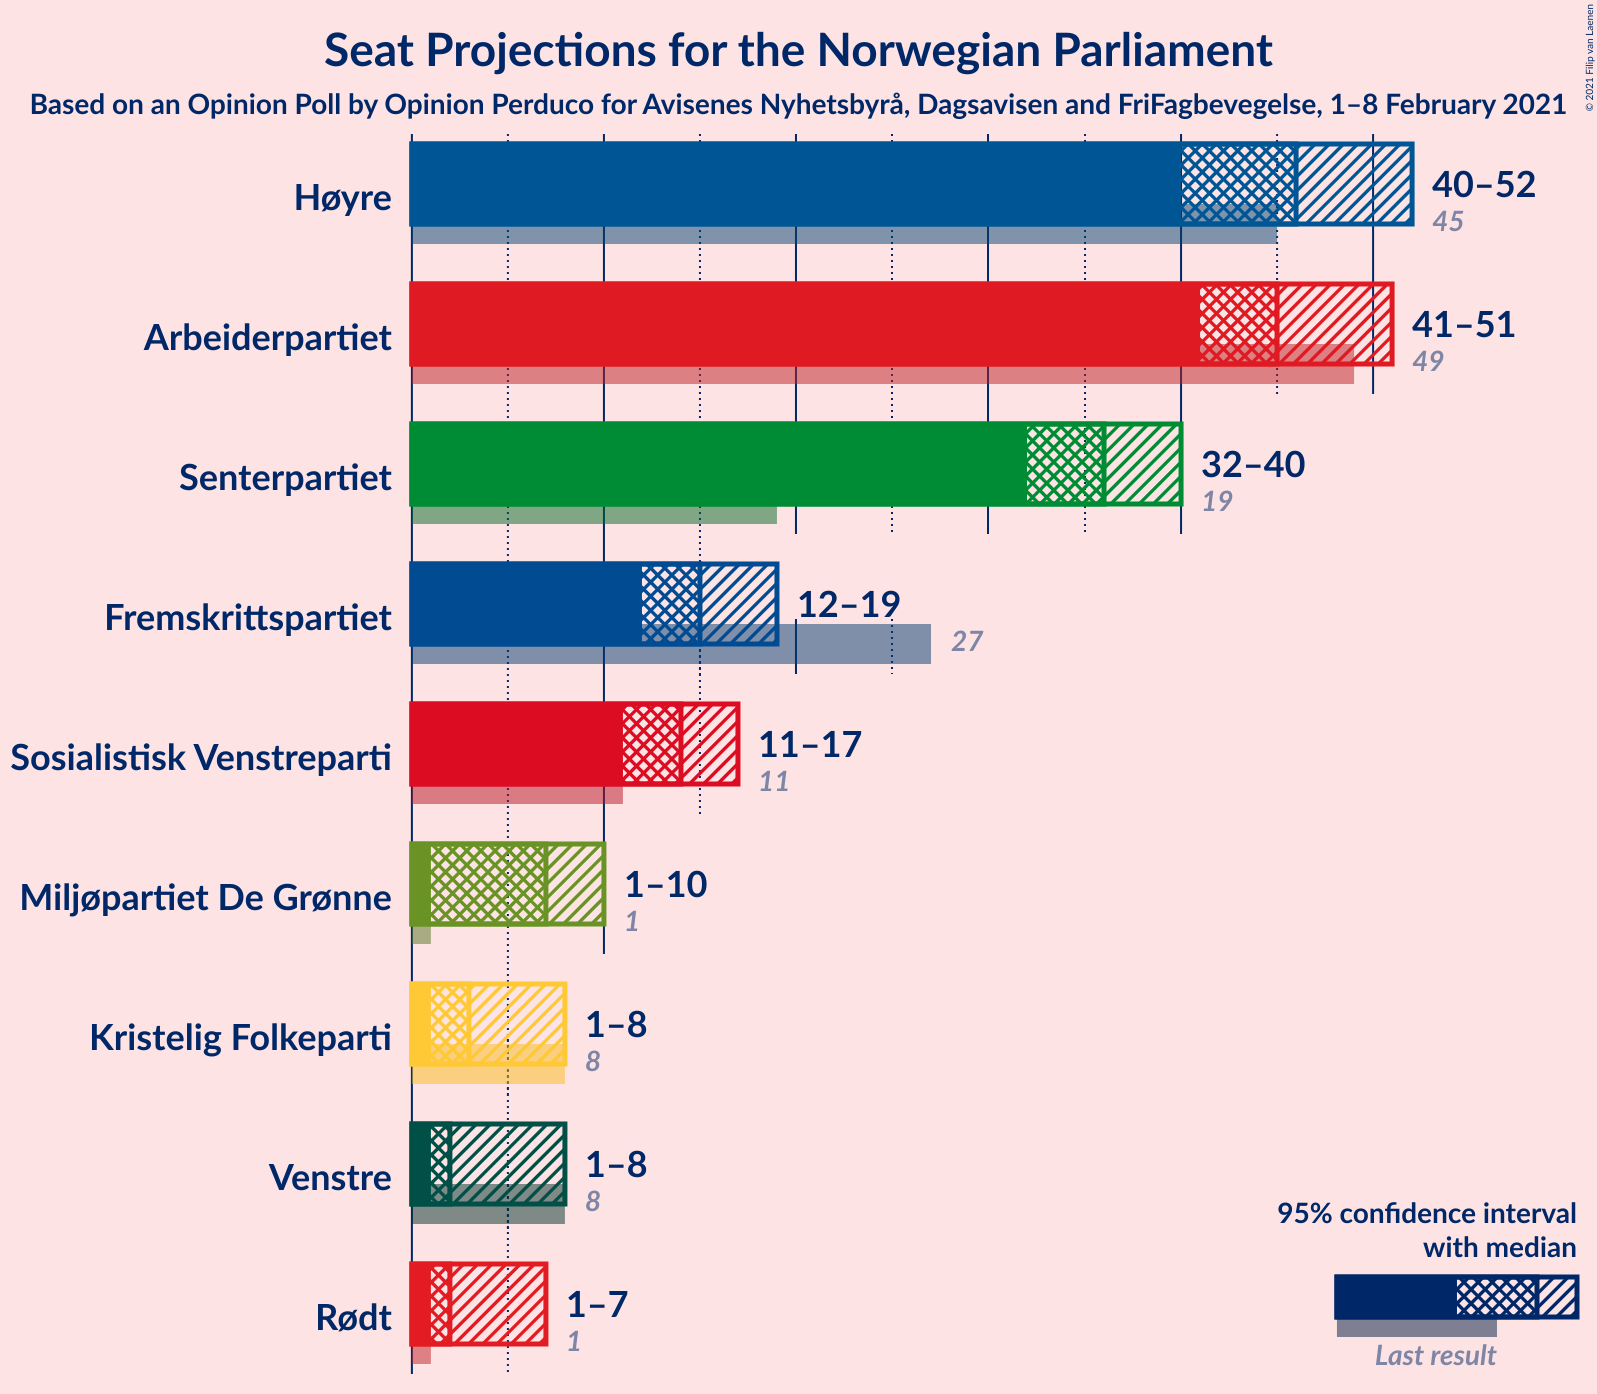 Seat Projections for the Norwegian Parliament
Based on an Opinion Poll by Opinion Perduco for Avisenes Nyhetsbyrå, Dagsavisen and FriFagbevegelse, 1–8 February 2021
© 2021 Filip van Laenen
Høyre
40–52
45
Arbeiderpartiet
41–51
49
Senterpartiet
32–40
19
Fremskrittspartiet
12–19
27
Sosialistisk Venstreparti
11–17
11
Miljøpartiet De Grønne
1–10
1
Kristelig Folkeparti
1–8
8
Venstre
1–8
8
Rødt
1–7
1
95% confidence interval
with median
Last result